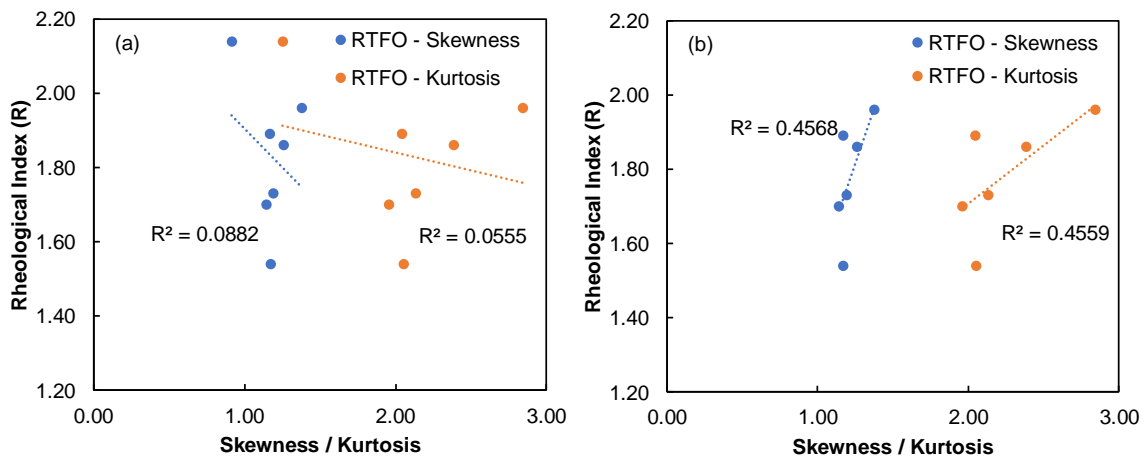 (a)
RTFO - Skewness
RTFO - Kurtosis
R² = 0.0882
R² = 0.0555
2.20
2.00
1.80
1.60
1.40
1.20
0.00 1.00 2.00 3.00
Rheological Index (R)
Skewness / Kurtosis
(b)
RTFO - Skewness
RTFO - Kurtosis
R² = 0.4568
R² = 0.4559
2.20
2.00
1.80
1.60
1.40
1.20
0.00 1.00 2.00 3.00
Rheological Index (R)
Skewness / Kurtosis